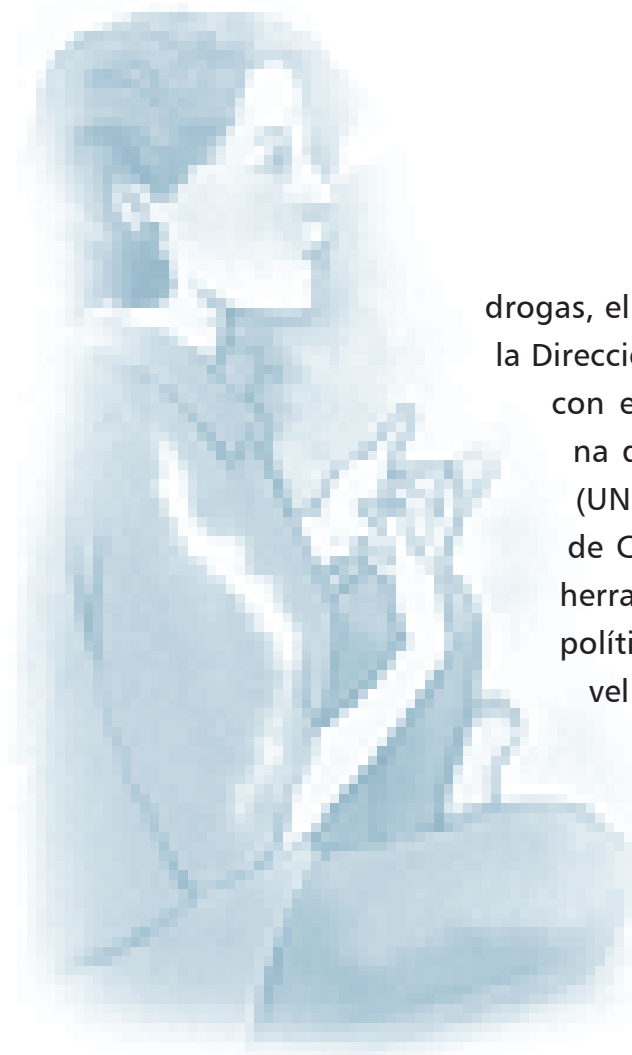 drogas, el
la Direcci
con e
na
(UN
de C
herra
políti
vel